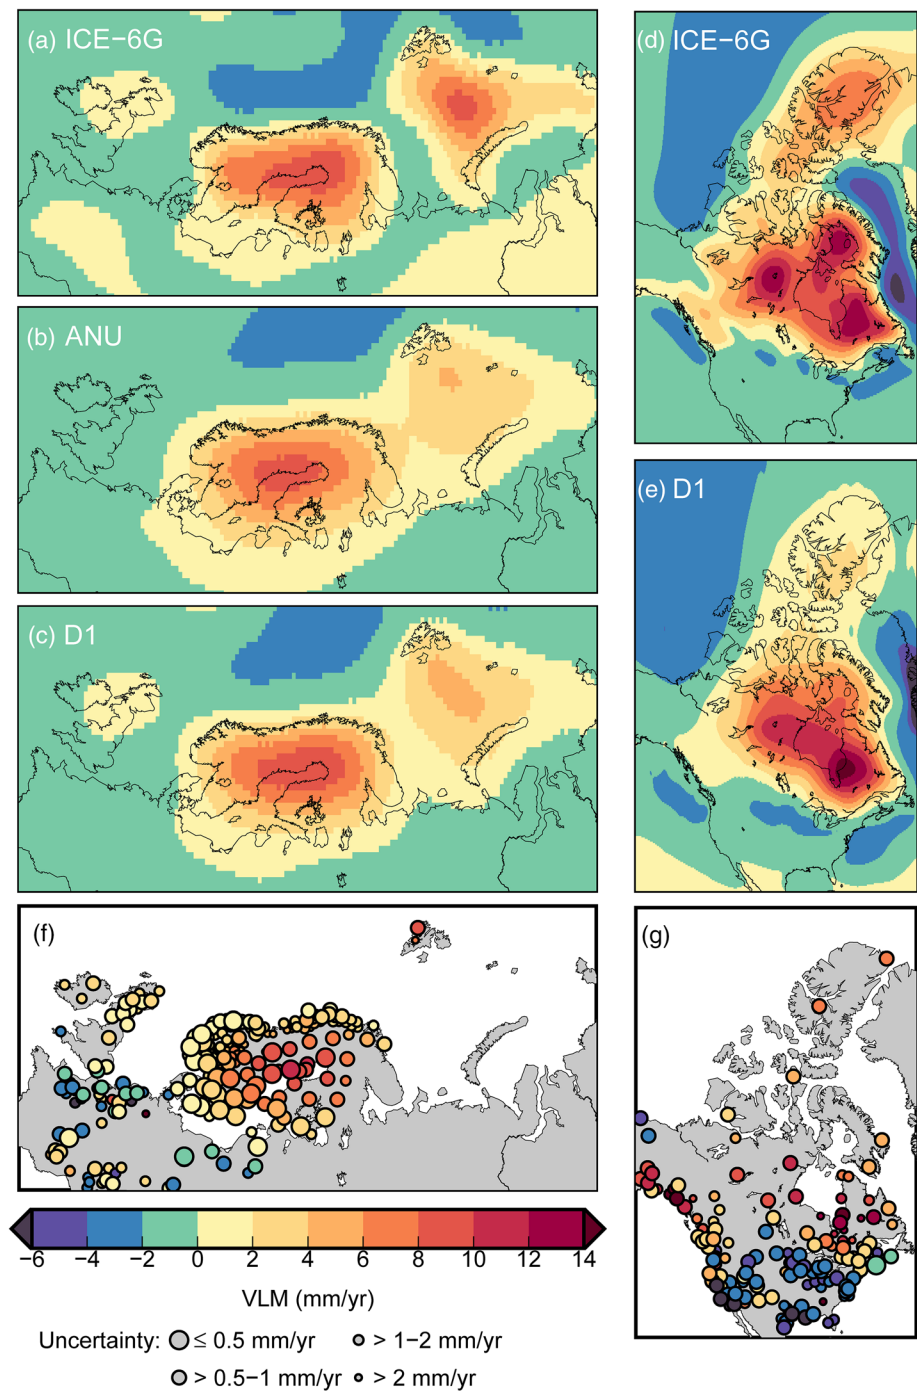 (a) ICE−6G
(d) ICE−6G
(b) ANU
(e) D1
(c) D1
(f)
(g)
−6 −4 −2 0 2 4 6 8 10 12 14
VLM (mm/yr)
Uncertainty: ≤ 0.5 mm/yr > 1−2 mm/yr
> 0.5−1 mm/yr > 2 mm/yr